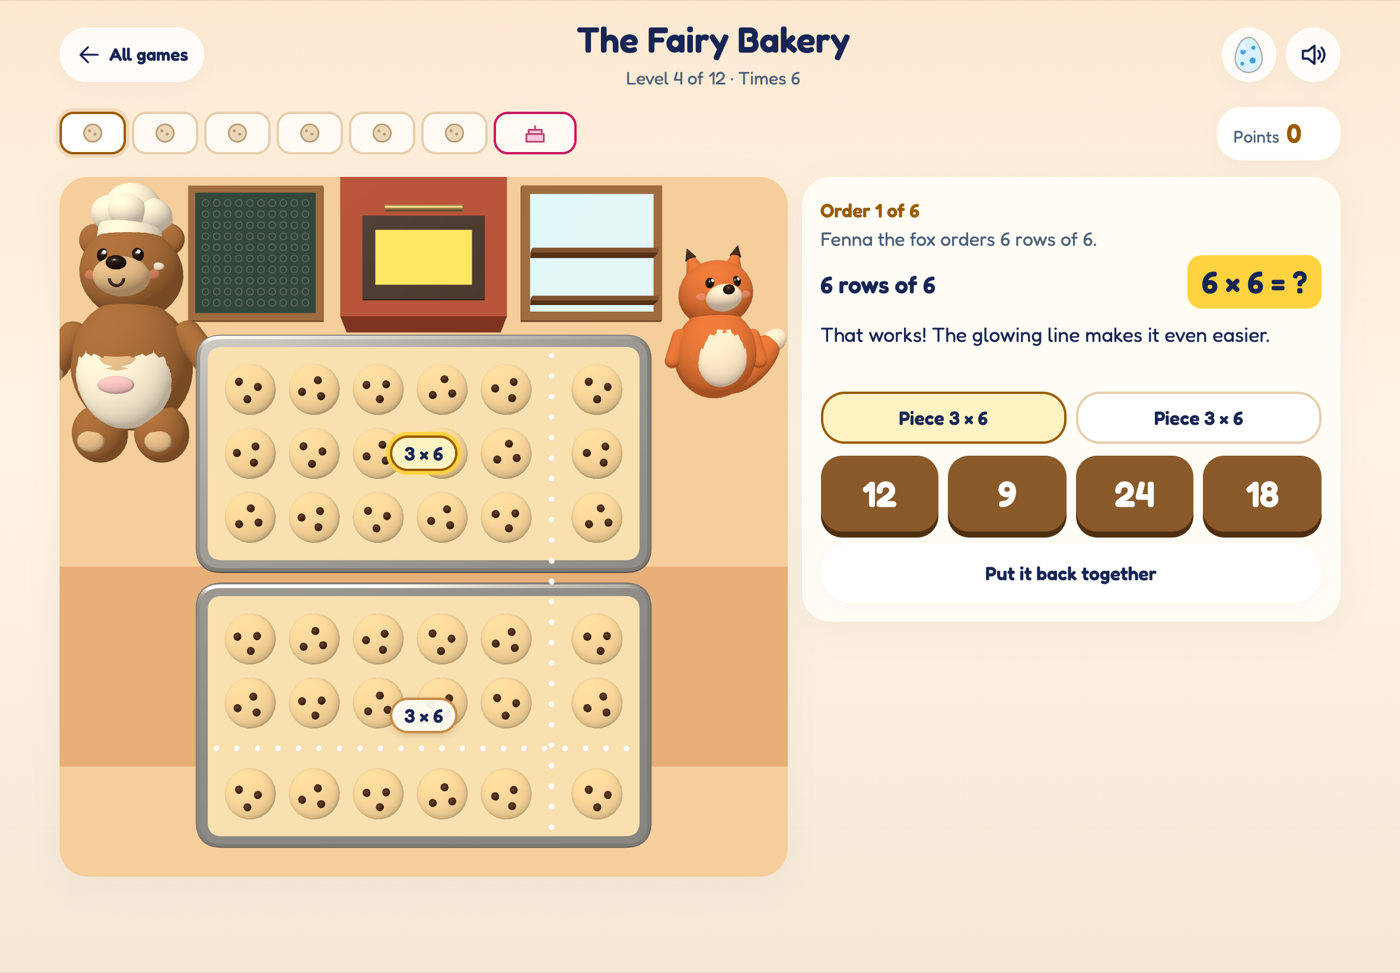 All games
The Fairy Bakery
Level 4 of 12 · Times 6
Points 0
Order 1 of 6
Fenna the fox orders 6 rows of 6.
6 rows of 6
6 × 6 = ?
That works! The glowing line makes it even easier.
Piece 3 × 6
Piece 3 × 6
12
9
24
18
Put it back together
3 × 6
3 × 6